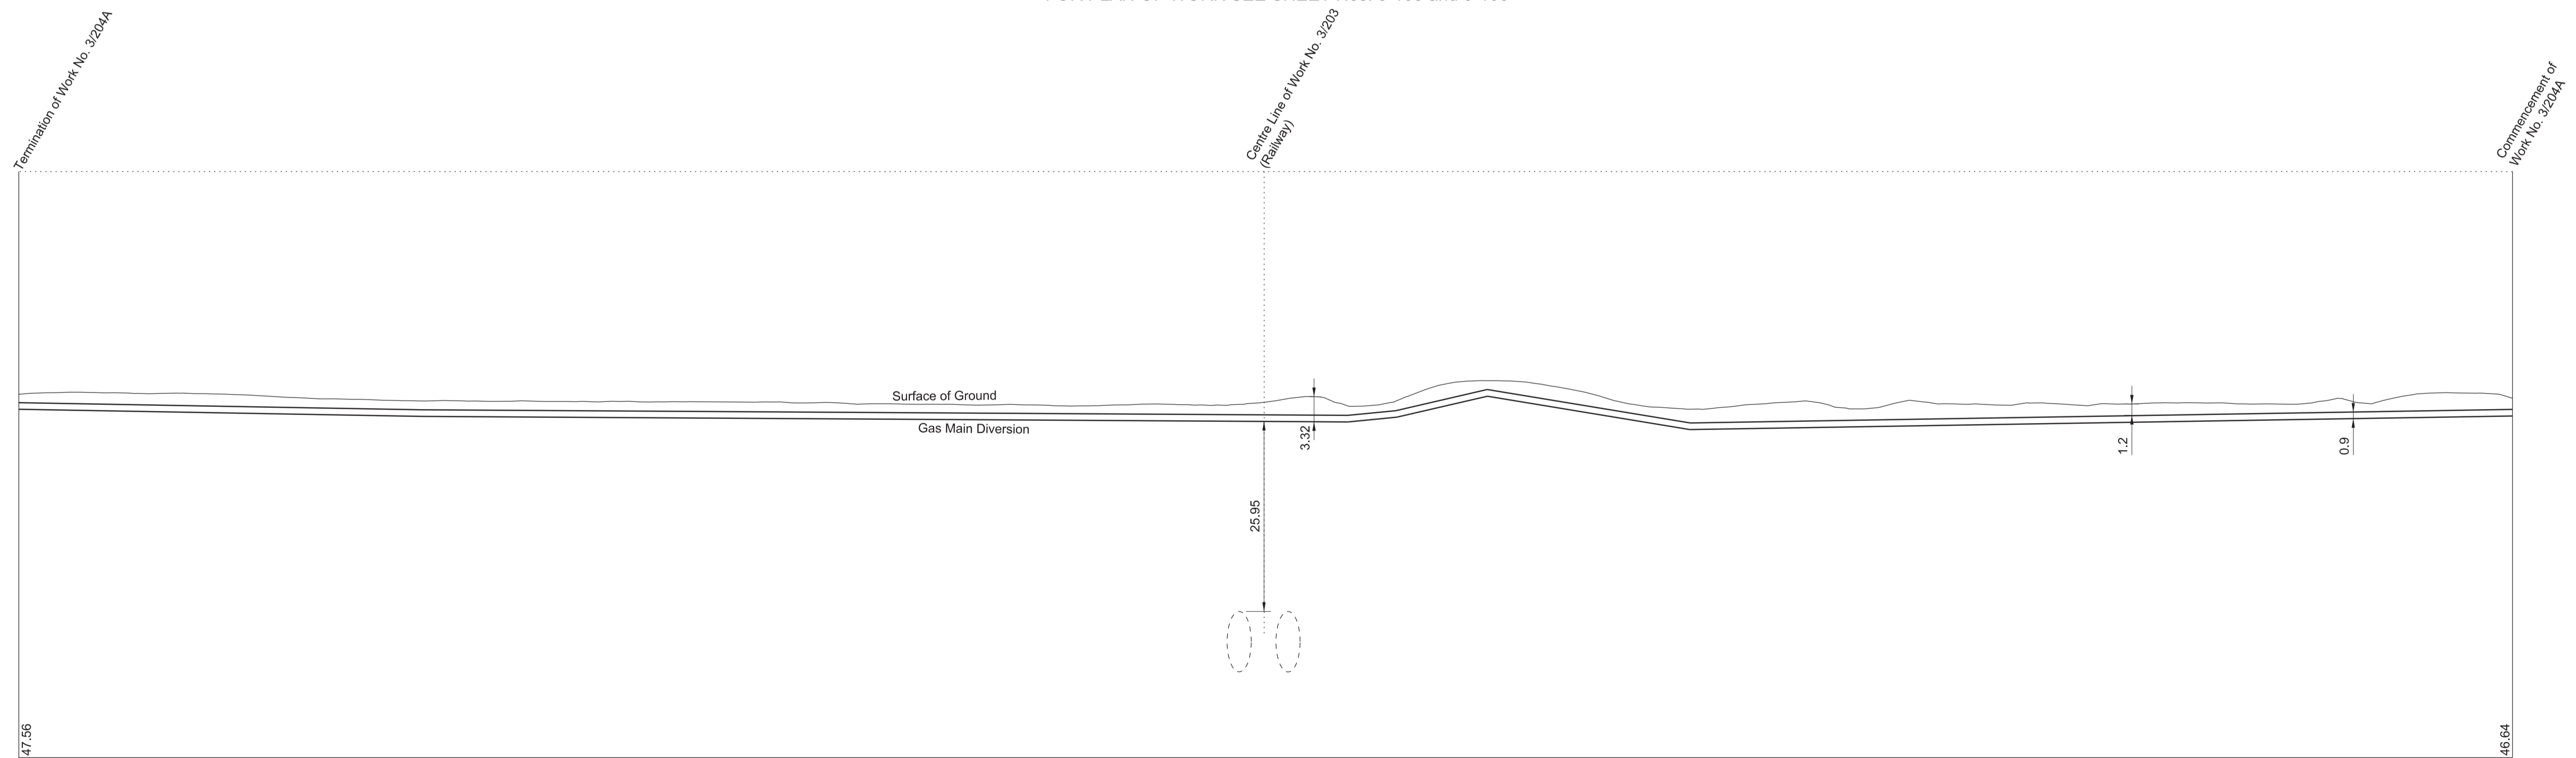 Termination of Work No. 3/204A
Centre Line of Work No. 3/203
(Railway)
Commencement of
Work No. 3/204A
Surface of Ground
Gas Main Diversion
3.32
25.95
1.2
0.9
47.56
46.64